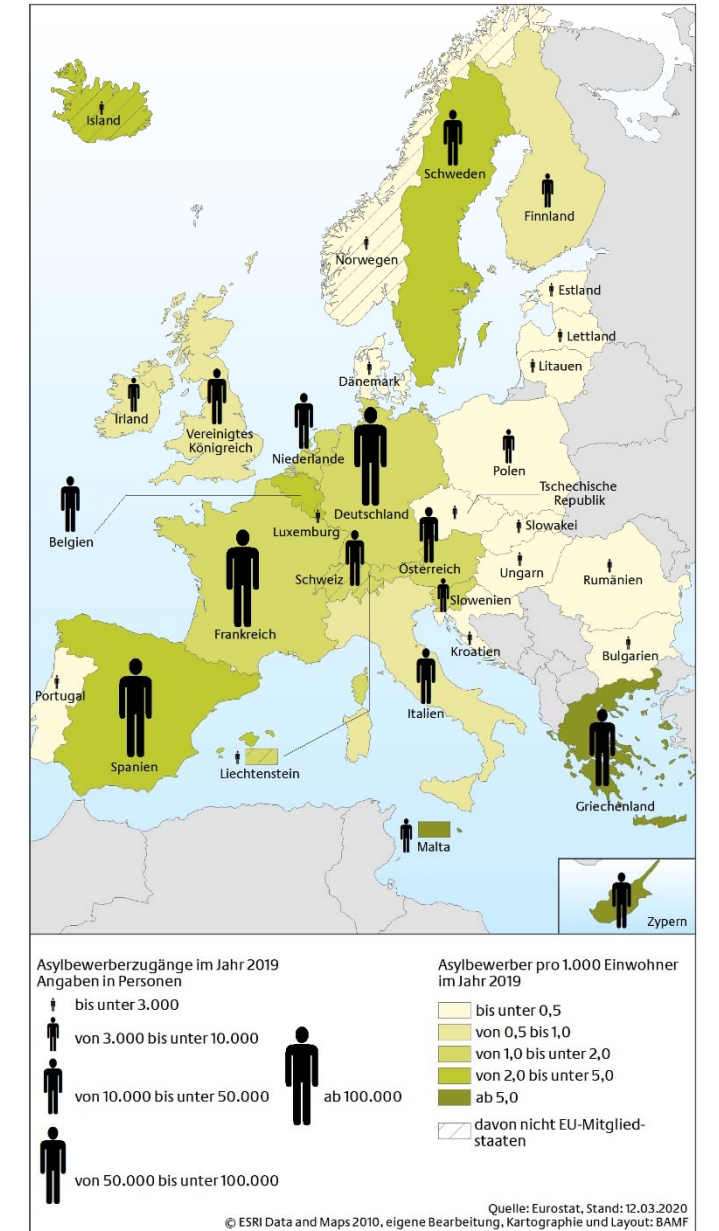 Island
Schweden
Finnland
Norwegen
Estland
Lettland
Dänemark
Litauen
Irland
Vereinigtes
Königreich
Niederlande
Polen
Tschechische
Republik
Deutschland
Belgien
Luxemburg
Slowakei
Österreich
Ungarn
Schweiz
Rumänien
Slowenien
Frankreich
Kroatien
Bulgarien
Portugal
Italien
Spanien
Liechtenstein
Griechenland
Malta
Zypern
Asylbewerberzugänge im Jahr 2019
Angaben in Personen
bis unter 3.000
von 3.000 bis unter 10.000
von 10.000 bis unter 50.000
ab 100.000
von 50.000 bis unter 100.000
Asylbewerber pro 1.000 Einwohner
im Jahr 2019
bis unter 0,5
von 0,5 bis 1,0
von 1,0 bis unter 2,0
von 2,0 bis unter 5,0
ab 5,0
davon nicht EU-Mitglied-
staaten
Quelle: Eurostat, Stand: 12.03.2020
© ESRI Data and Maps 2010, eigene Bearbeitung, Kartographie und Layout: BAMF